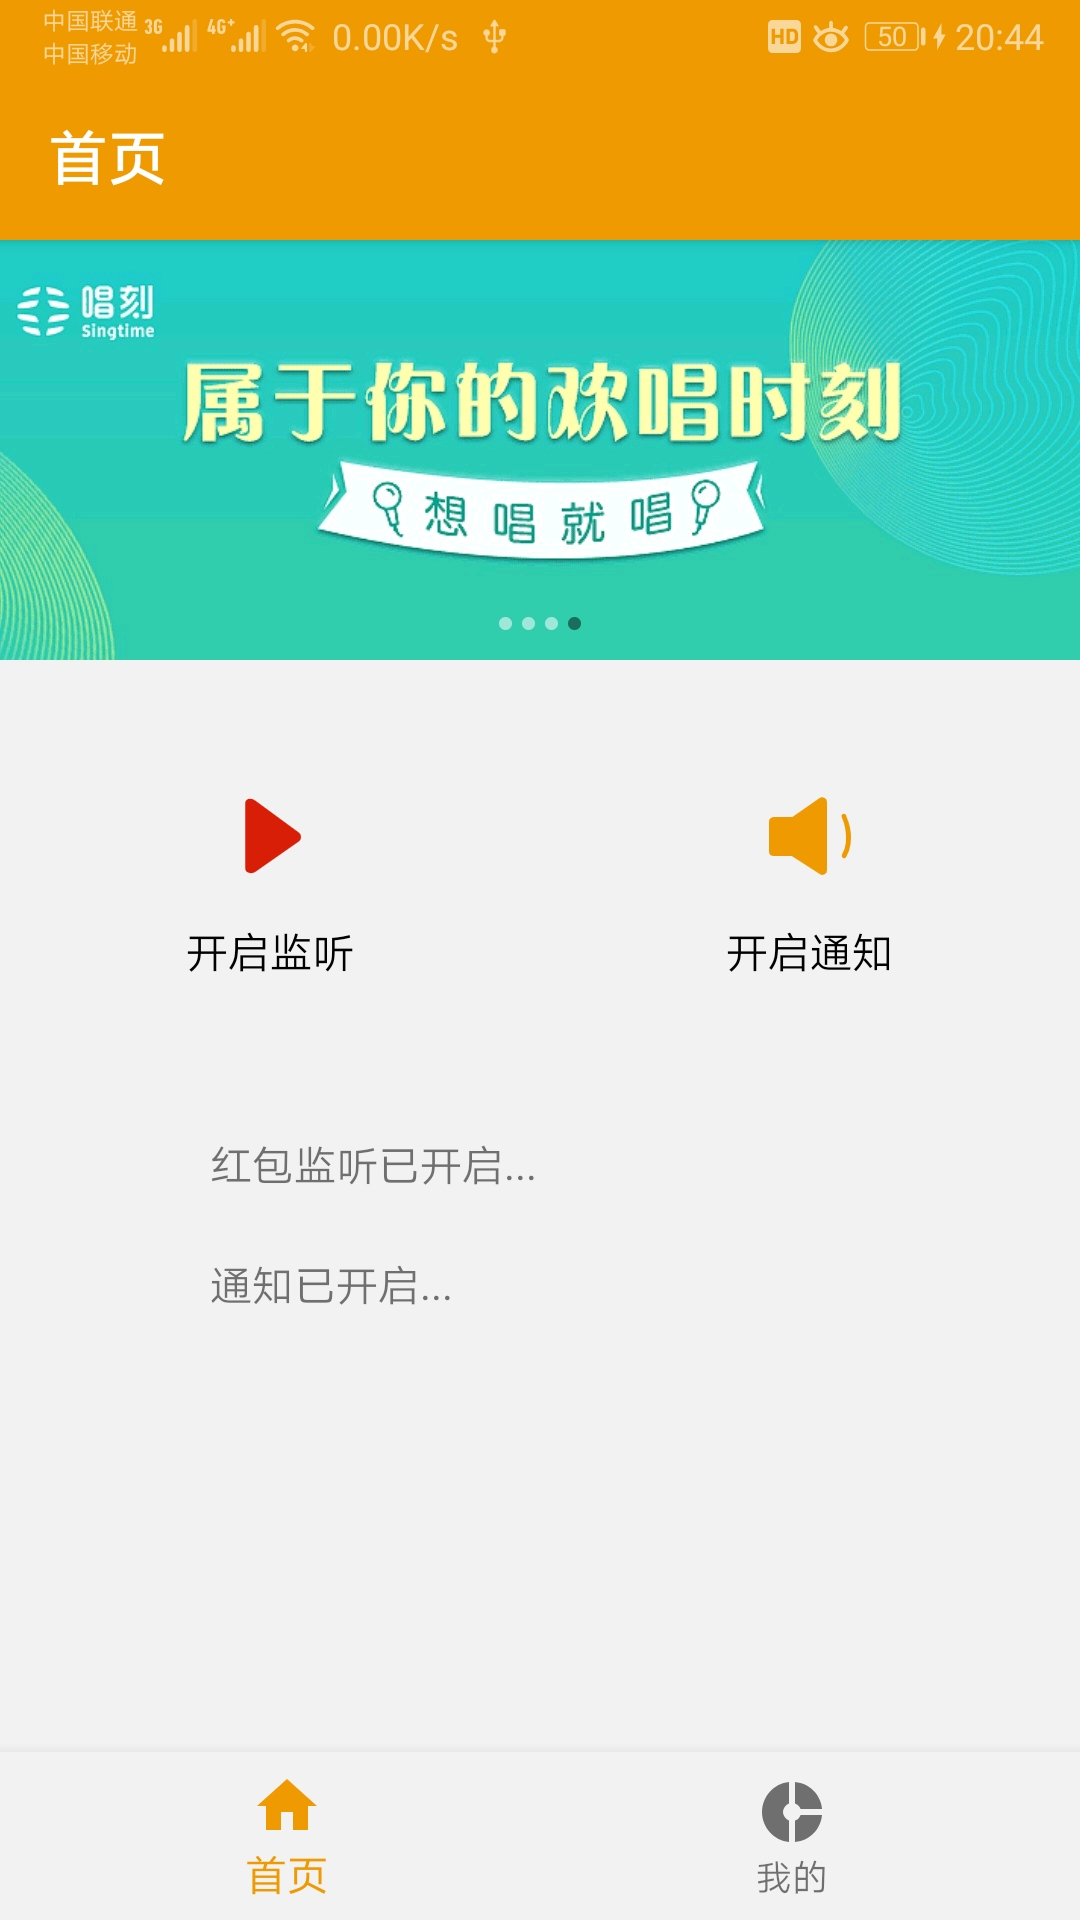 中国联通 3G 4G+ 0.00K/s HD 50 20:44
中国移动
首页
唱刻
Singtime
属于你的欢唱时刻
想唱就唱
开启监听 开启通知
红包监听已开启...
通知已开启...
首页 我的